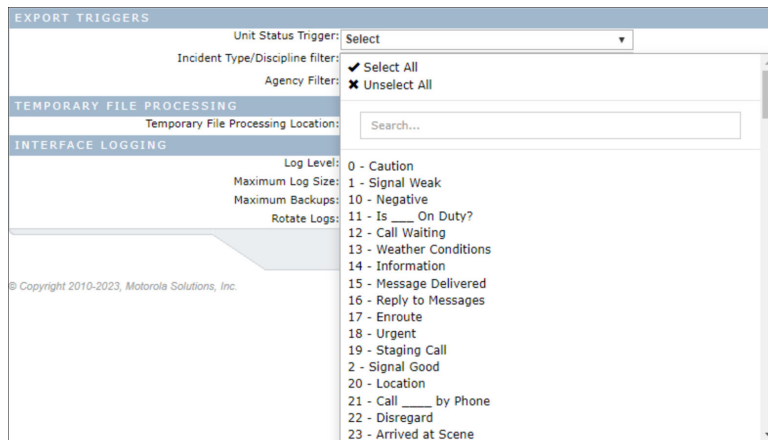 EXPORT TRIGGERS
Unit Status Trigger: Select
Incident Type/Discipline filter:
Agency Filter:
✔ Select All
✖ Unselect All
TEMPORARY FILE PROCESSING
Temporary File Processing Location:
Search...
INTERFACE LOGGING
Log Level:
Maximum Log Size:
Maximum Backups:
Rotate Logs:
0 - Caution
1 - Signal Weak
10 - Negative
11 - Is ___ On Duty?
12 - Call Waiting
13 - Weather Conditions
14 - Information
15 - Message Delivered
16 - Reply to Messages
17 - Enroute
18 - Urgent
19 - Staging Call
2 - Signal Good
20 - Location
21 - Call ____ by Phone
22 - Disregard
23 - Arrived at Scene
© Copyright 2010-2023, Motorola Solutions, Inc.